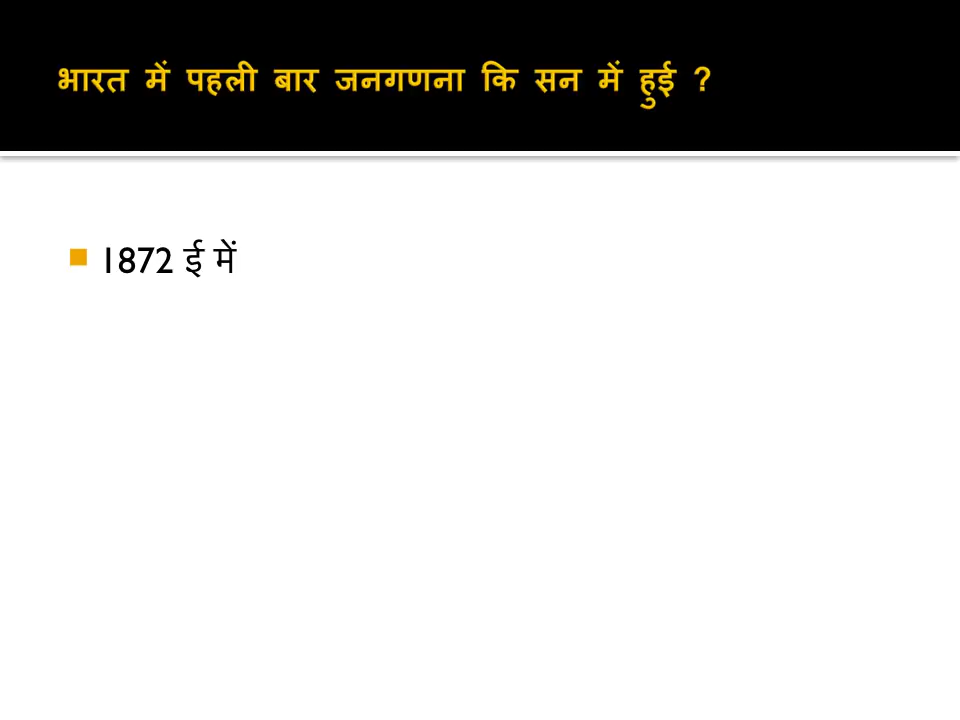 भारत में पहली बार जनगणना कि सन में हुई ?
1872 ई में